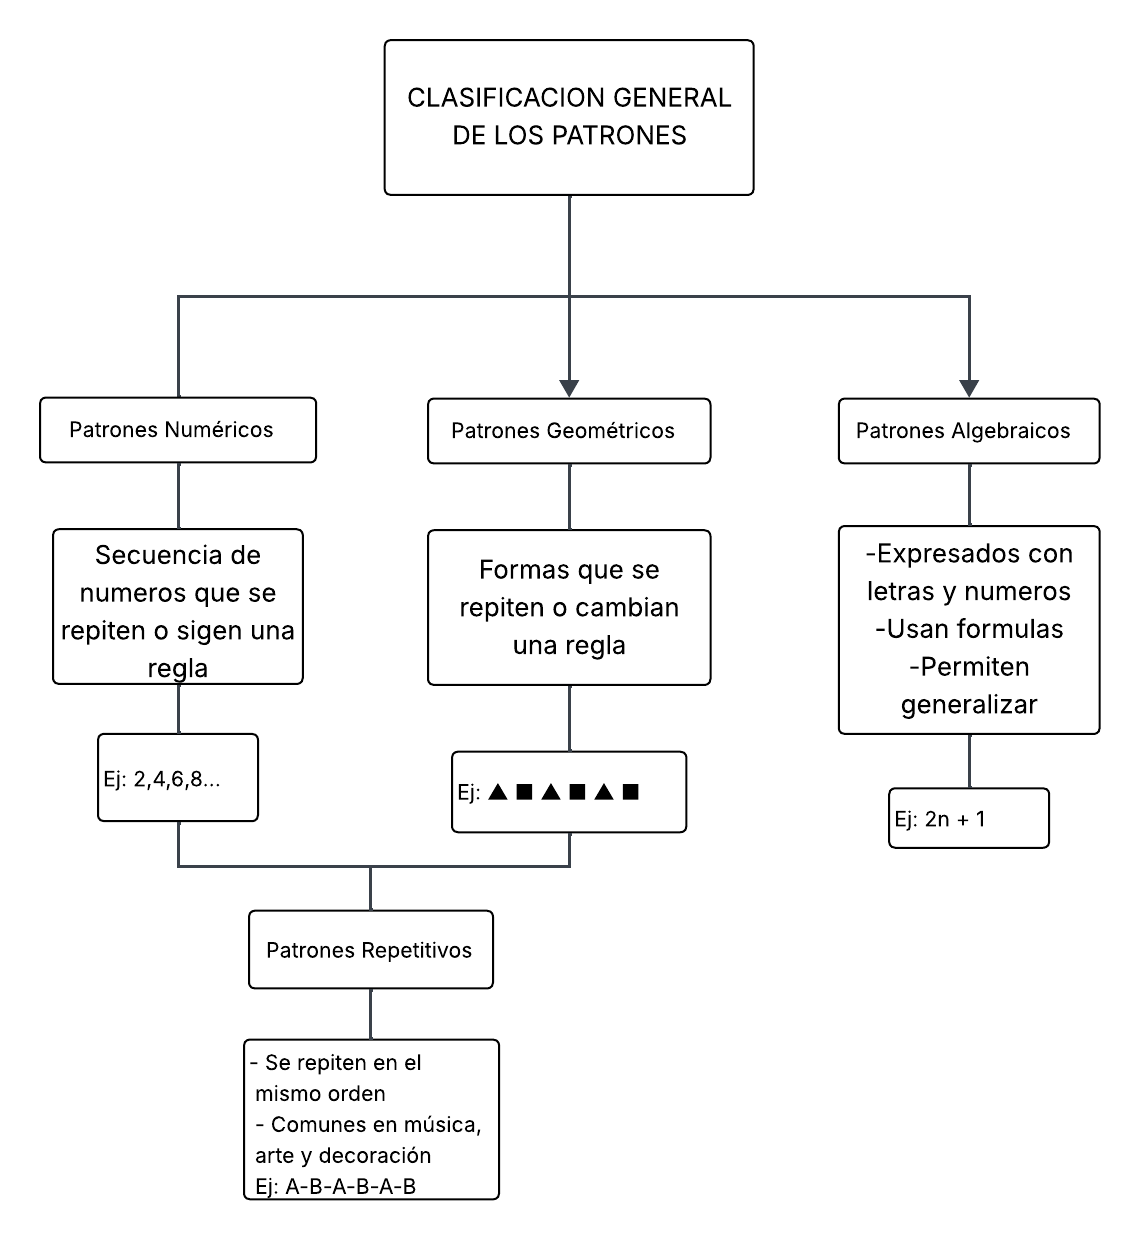 CLASIFICACION GENERAL
DE LOS PATRONES
Patrones Numéricos
Patrones Geométricos
Patrones Algebraicos
Secuencia de
numeros que se
repiten o sigen una
regla
Formas que se
repiten o cambian
una regla
-Expresados con
letras y numeros
-Usan formulas
-Permiten
generalizar
Ej: 2,4,6,8...
Ej: ▲ ■ ▲ ■ ▲ ■
Ej: 2n + 1
Patrones Repetitivos
- Se repiten en el
mismo orden
- Comunes en música,
arte y decoración
Ej: A-B-A-B-A-B